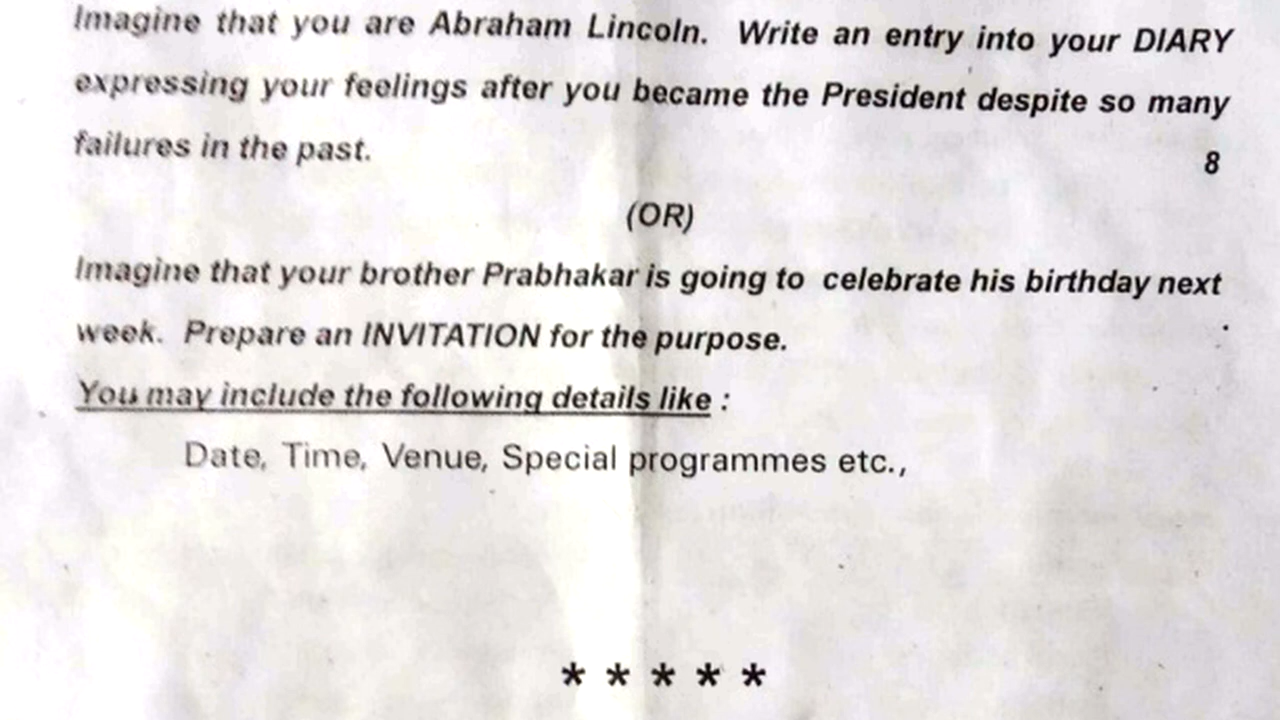 Imagine that you are Abraham Lincoln. Write an entry into your DIARY
expressing your feelings after you became the President despite so many
failures in the past.
8
(OR)
Imagine that your brother Prabhakar is going to celebrate his birthday next
week. Prepare an INVITATION for the purpose.
You may include the following details like :
Date, Time, Venue, Special programmes etc.,
* * * * *